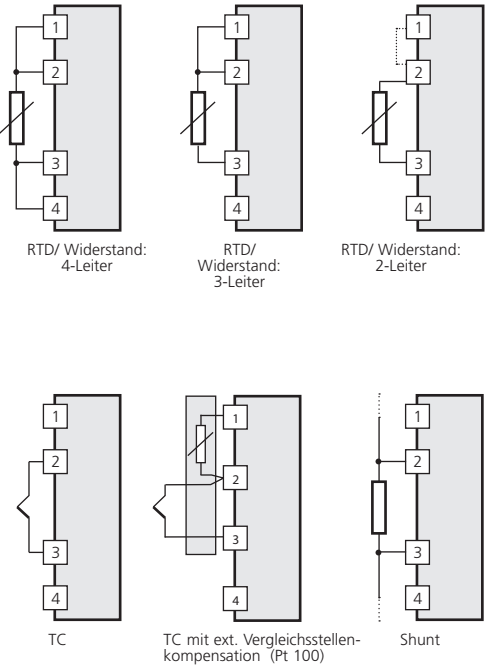 1
1
1
2
2
2
3
3
3
4
4
4
RTD/ Widerstand:
4-Leiter
RTD/
Widerstand:
3-Leiter
RTD/ Widerstand:
2-Leiter
1
1
1
2
2
2
3
3
3
4
4
4
TC
TC mit ext. Vergleichsstellen-
kompensation (Pt 100)
Shunt